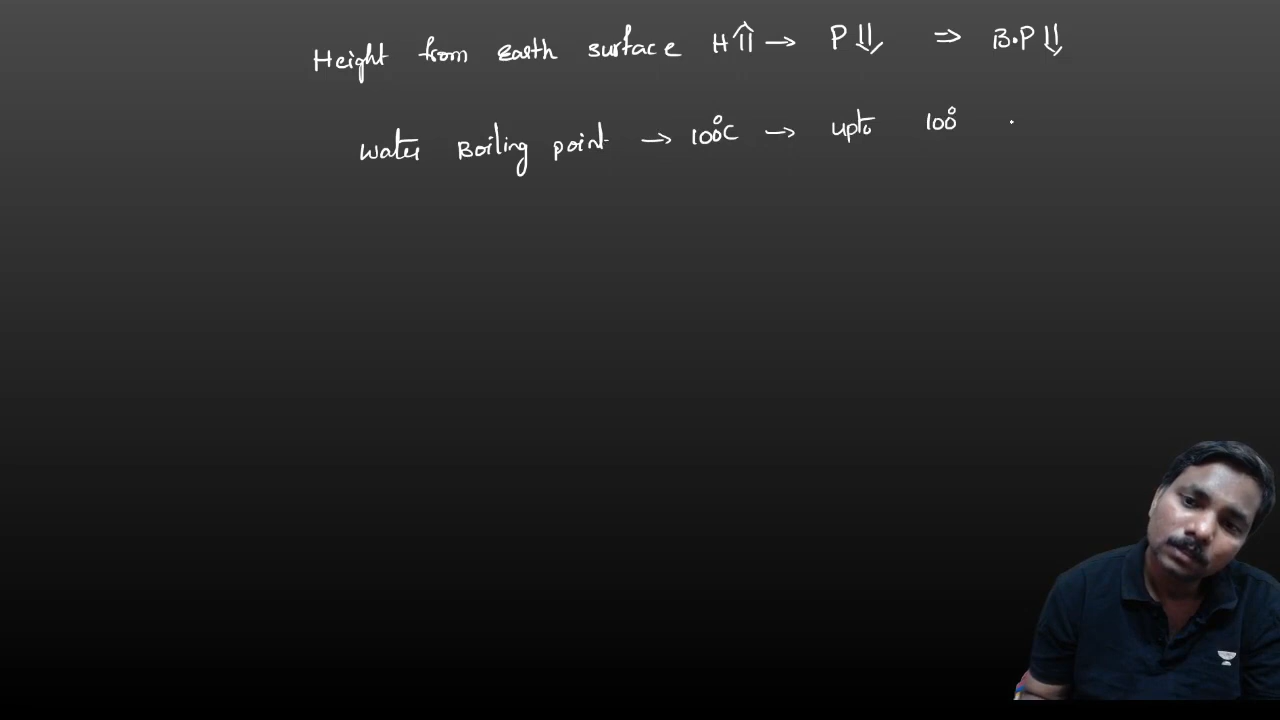 Height from Earth surface H⇑ → P⇓ ⇒ B.P⇓
Water Boiling point → 100°C → upto 100°